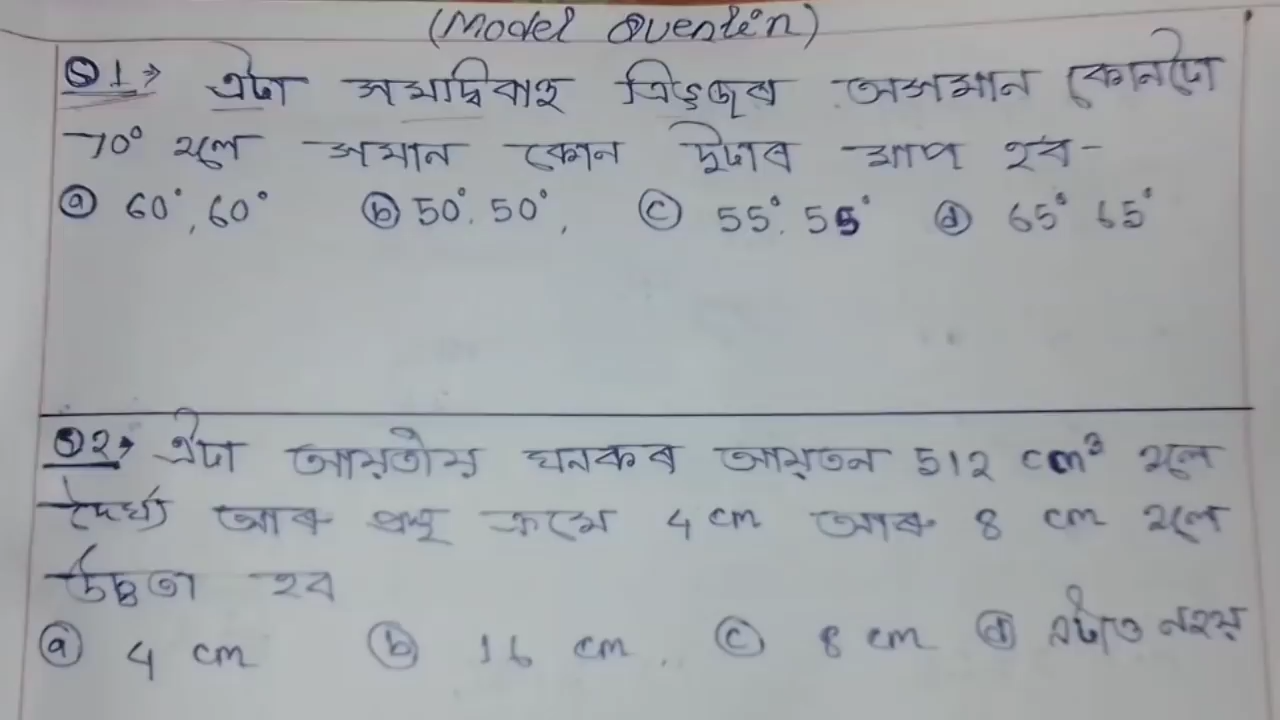 (Model Question)
Q1⇒ এটা সমদ্বিবাহু ত্ৰিভুজৰ অসমান কোনটো
70° হলে সমান কোন দুটাৰ মাপ হব-
ⓐ 60°, 60° ⓑ 50°. 50°, ⓒ 55°. 55° ⓓ 65° 65°
Q2⇒ এটা আয়তীয় ঘনকৰ আয়তন 512 cm³ হলে
দৈৰ্ঘ্য আৰু প্ৰস্থ ক্ৰমে 4 cm আৰু 8 cm হলে
উচ্চতা হব
ⓐ 4 cm ⓑ 16 cm. ⓒ 8 cm ⓓ এটাও নহয়